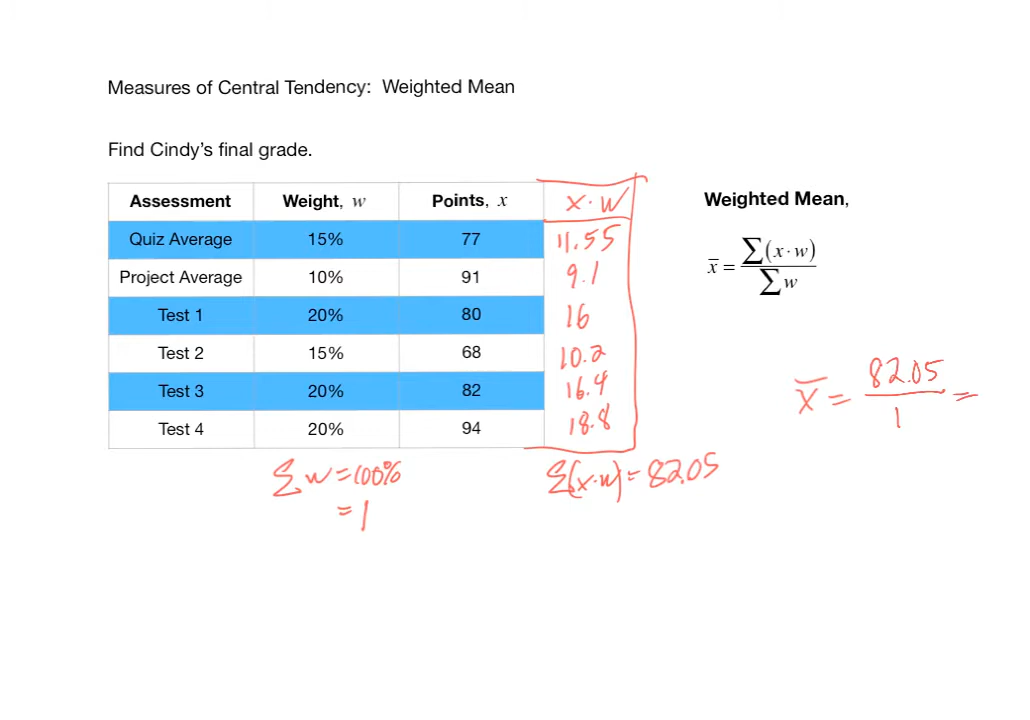 Measures of Central Tendency: Weighted Mean
Find Cindy's final grade.
Assessment Weight, w Points, x x · w
Quiz Average 15% 77 11.55
Project Average 10% 91 9.1
Test 1 20% 80 16
Test 2 15% 68 10.2
Test 3 20% 82 16.4
Test 4 20% 94 18.8
Σw = 100%
= 1
Σ(x·w) = 82.05
Weighted Mean,
x̄ = Σ(x·w) / Σw
x̄ = 82.05 / 1 =